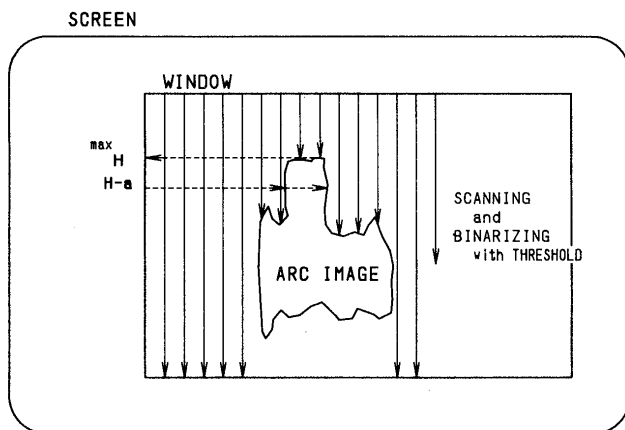 SCREEN
WINDOW
max
H
H-a
SCANNING
and
BINARIZING
with THRESHOLD
ARC IMAGE